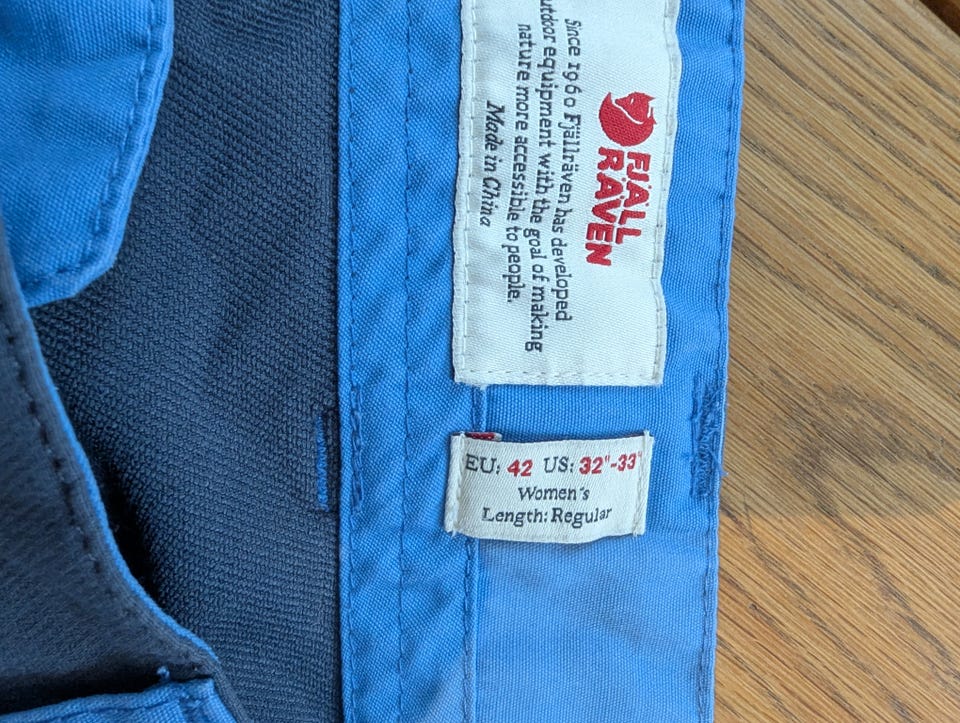 FJÄLL
RÄVEN
Since 1960 Fjällräven has developed
outdoor equipment with the goal of making
nature more accessible to people.
Made in China
EU: 42 US: 32"-33"
Women's
Length: Regular